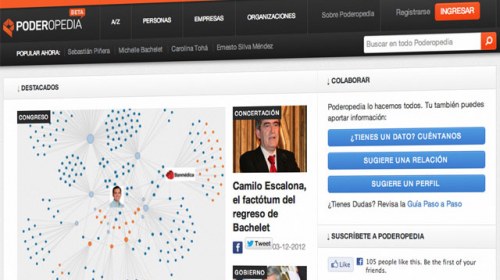 BETA
PODEROPEDIA
A/Z
PERSONAS
EMPRESAS
ORGANIZACIONES
Sobre Poderopedia
Registrarse
INGRESAR
POPULAR AHORA: Sebastián Piñera Michelle Bachelet Carolina Tohá Ernesto Silva Méndez
Buscar en todo Poderopedia
DESTACADOS
CONGRESO
Banmédica
CONCERTACIÓN
Camilo Escalona,
el factótum del
regreso de
Bachelet
Tweet
03-12-2012
GOBIERNO
COLABORAR
Poderopedia lo hacemos todos. Tu también puedes
aportar información:
¿TIENES UN DATO? CUÉNTANOS
SUGIERE UNA RELACIÓN
SUGIERE UN PERFIL
¿Tienes Dudas? Revisa la Guía Paso a Paso
SUSCRÍBETE A PODEROPEDIA
Like
105 people like this. Be the first of your
friends.